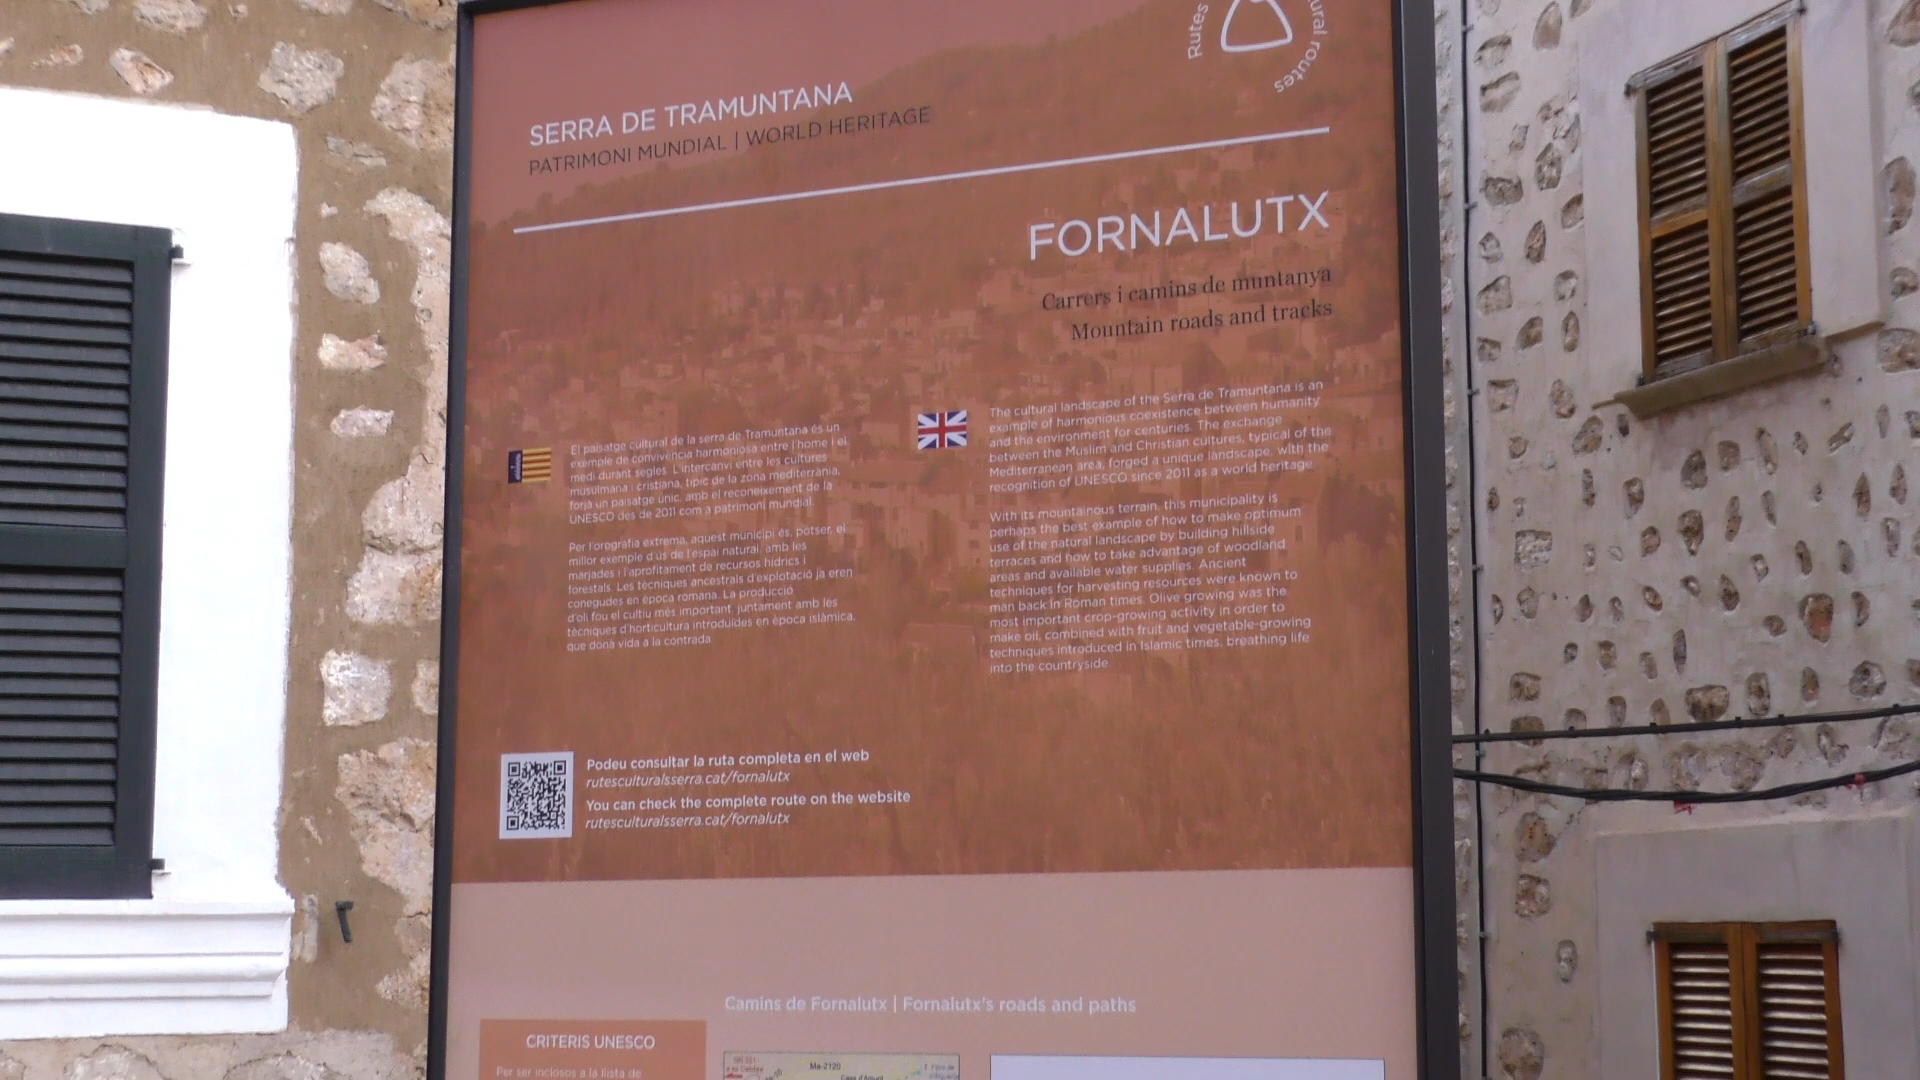 Rutes
ural routes
SERRA DE TRAMUNTANA
PATRIMONI MUNDIAL | WORLD HERITAGE
FORNALUTX
Carrers i camins de muntanya
Mountain roads and tracks
El paisatge cultural de la serra de Tramuntana és un
exemple de convivència harmoniosa entre l'home i el
medi durant segles. L'intercanvi entre les cultures
musulmana i cristiana, típic de la zona mediterrània,
forjà un paisatge únic, amb el reconeixement de la
UNESCO des de 2011 com a patrimoni mundial.
Per l'orografia extrema, aquest municipi és, potser, el
millor exemple d'ús de l'espai natural, amb les
marjades i l'aprofitament de recursos hídrics i
forestals. Les tècniques ancestrals d'explotació ja eren
conegudes en època romana. La producció
d'oli fou el cultiu més important, juntament amb les
tècniques d'horticultura introduïdes en època islàmica,
que donà vida a la contrada
The cultural landscape of the Serra de Tramuntana is an
example of harmonious coexistence between humanity
and the environment for centuries. The exchange
between the Muslim and Christian cultures, typical of the
Mediterranean area, forged a unique landscape, with the
recognition of UNESCO since 2011 as a world heritage.
With its mountainous terrain, this municipality is
perhaps the best example of how to make optimum
use of the natural landscape by building hillside
terraces and how to take advantage of woodland
areas and available water supplies. Ancient
techniques for harvesting resources were known to
man back in Roman times. Olive growing was the
most important crop-growing activity in order to
make oil, combined with fruit and vegetable-growing
techniques introduced in Islamic times, breathing life
into the countryside
Podeu consultar la ruta completa en el web
rutesculturalsserra.cat/fornalutx
You can check the complete route on the website
rutesculturalsserra.cat/fornalutx
Camins de Fornalutx | Fornalutx's roads and paths
CRITERIS UNESCO
Per ser inclosos a la llista de
Ma-2120